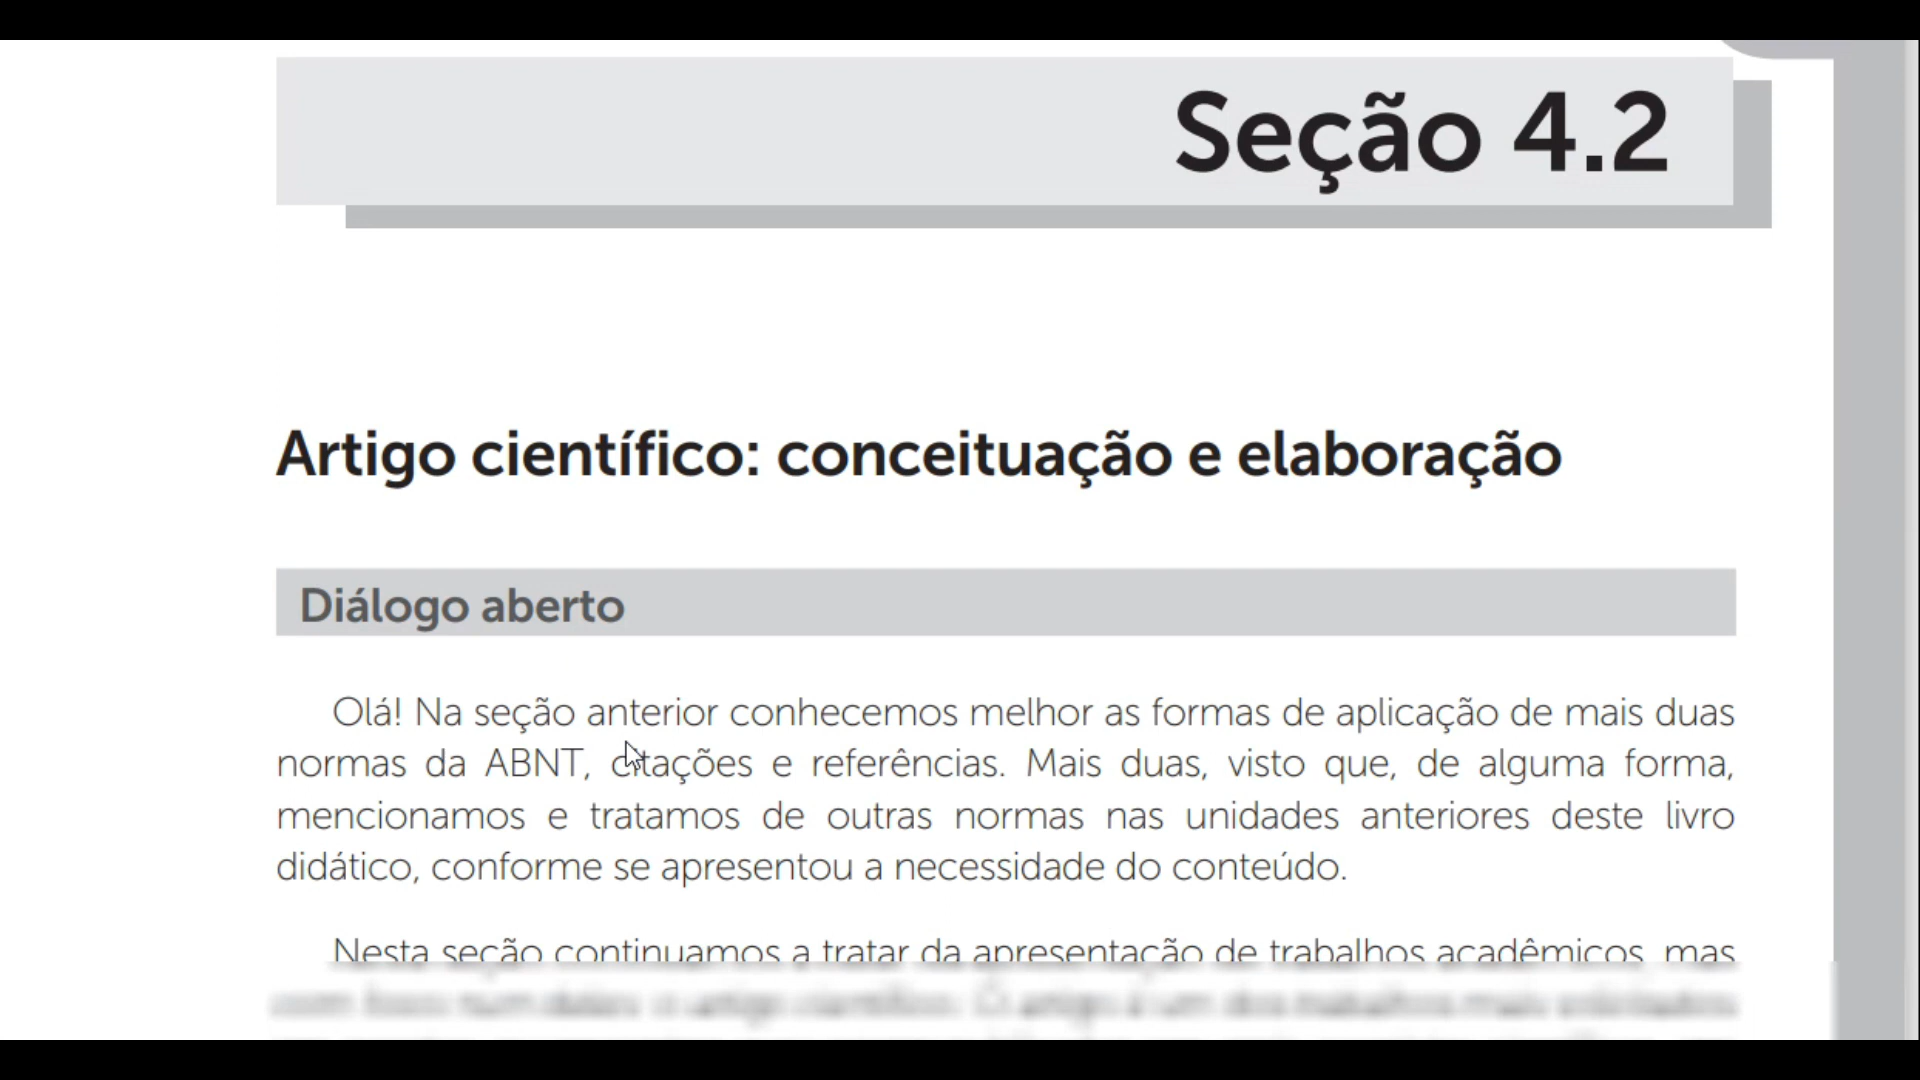 Seção 4.2
Artigo científico: conceituação e elaboração
Diálogo aberto
Olá! Na seção anterior conhecemos melhor as formas de aplicação de mais duas
normas da ABNT, citações e referências. Mais duas, visto que, de alguma forma,
mencionamos e tratamos de outras normas nas unidades anteriores deste livro
didático, conforme se apresentou a necessidade do conteúdo.
Nesta seção continuamos a tratar da apresentação de trabalhos acadêmicos, mas